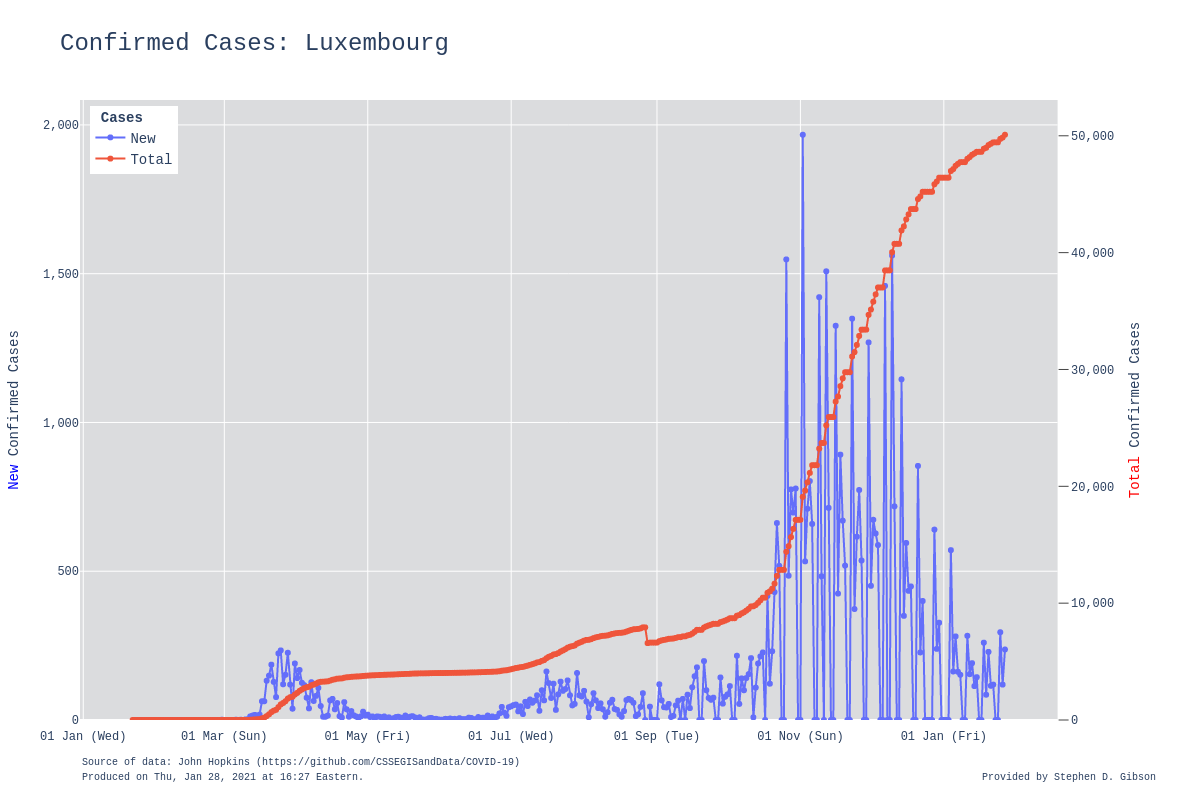 Confirmed Cases: Luxembourg
Cases
New
Total
2,000
1,500
1,000
500
0
50,000
40,000
30,000
20,000
10,000
0
New Confirmed Cases
Total Confirmed Cases
01 Jan (Wed)
01 Mar (Sun)
01 May (Fri)
01 Jul (Wed)
01 Sep (Tue)
01 Nov (Sun)
01 Jan (Fri)
Source of data: John Hopkins (https://github.com/CSSEGISandData/COVID-19)
Produced on Thu, Jan 28, 2021 at 16:27 Eastern.
Provided by Stephen D. Gibson